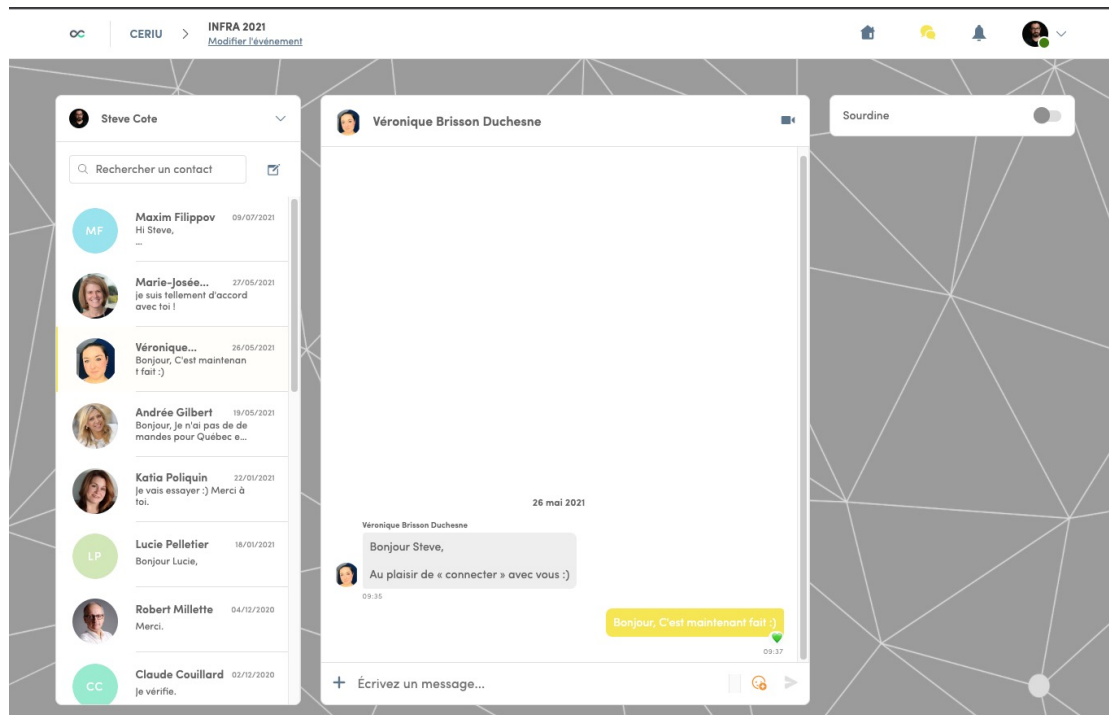 CERIU
INFRA 2021
Modifier l'événement
Steve Cote
Rechercher un contact
MF
Maxim Filippov 09/07/2021
Hi Steve,
...
Marie-Josée... 27/05/2021
je suis tellement d'accord
avec toi !
Véronique... 26/05/2021
Bonjour, C'est maintenan
t fait :)
Andrée Gilbert 19/05/2021
Bonjour, Je n'ai pas de de
mandes pour Québec e...
Katia Poliquin 22/01/2021
Je vais essayer :) Merci à
toi.
LP
Lucie Pelletier 18/01/2021
Bonjour Lucie,
Robert Millette 04/12/2020
Merci.
CC
Claude Couillard 02/12/2020
Je vérifie.
Véronique Brisson Duchesne
26 mai 2021
Véronique Brisson Duchesne
Bonjour Steve,
Au plaisir de « connecter » avec vous :)
09:35
Bonjour, C'est maintenant fait :)
09:37
Écrivez un message...
Sourdine